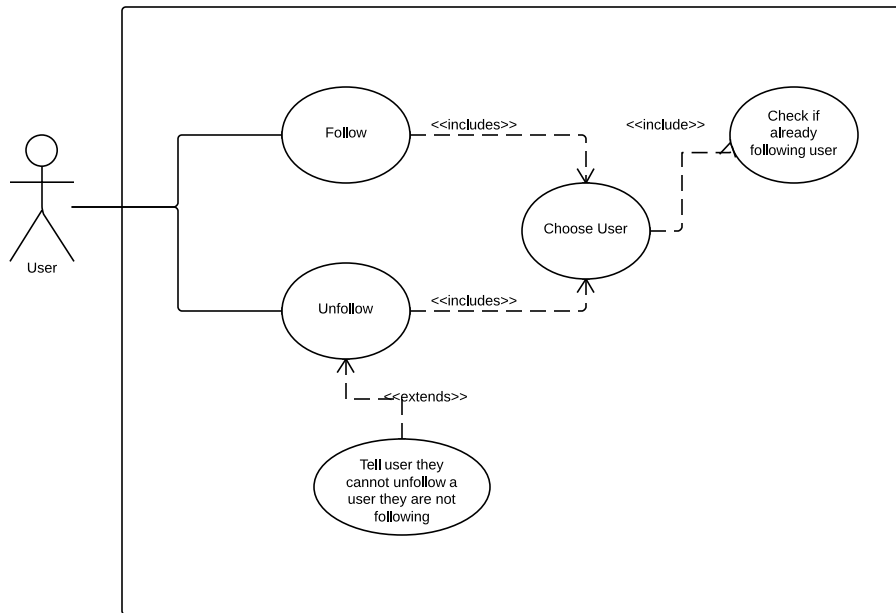 User
Follow
<<includes>>
Choose User
<<include>>
Check if
already
following user
Unfollow
<<includes>>
<<extends>>
Tell user they
cannot unfollow a
user they are not
following